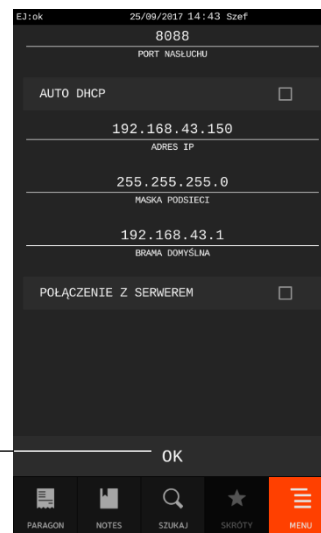 EJ:ok 25/09/2017 14:43 Szef
8088
PORT NASŁUCHU
AUTO DHCP
192.168.43.150
ADRES IP
255.255.255.0
MASKA PODSIECI
192.168.43.1
BRAMA DOMYŚLNA
POŁĄCZENIE Z SERWEREM
OK
PARAGON NOTES SZUKAJ SKRÓTY MENU